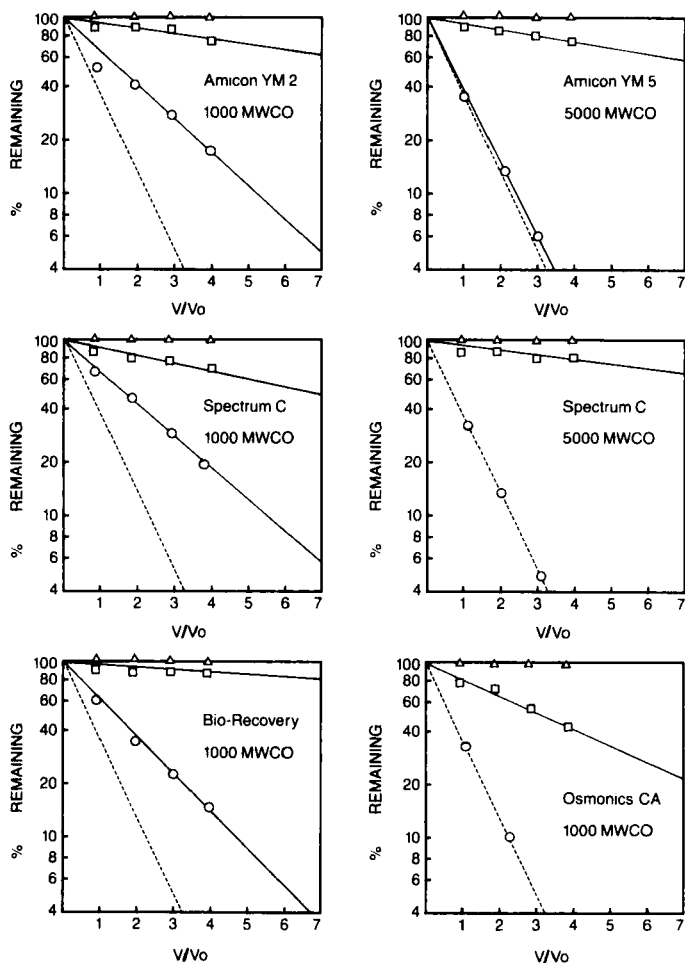 100
80
40
20
10
8
6
4
% REMAINING
Amicon YM 2
1000 MWCO
1 2 3 4 5 6 7
V/Vo
100
80
40
20
10
8
6
4
% REMAINING
Amicon YM 5
5000 MWCO
1 2 3 4 5 6 7
V/Vo
100
80
40
20
10
8
6
4
% REMAINING
Spectrum C
1000 MWCO
1 2 3 4 5 6 7
V/Vo
100
80
40
20
10
8
6
4
% REMAINING
Spectrum C
5000 MWCO
1 2 3 4 5 6 7
V/Vo
100
80
40
20
10
8
6
4
% REMAINING
Bio-Recovery
1000 MWCO
1 2 3 4 5 6 7
V/Vo
100
80
40
20
10
8
6
4
% REMAINING
Osmonics CA
1000 MWCO
1 2 3 4 5 6 7
V/Vo